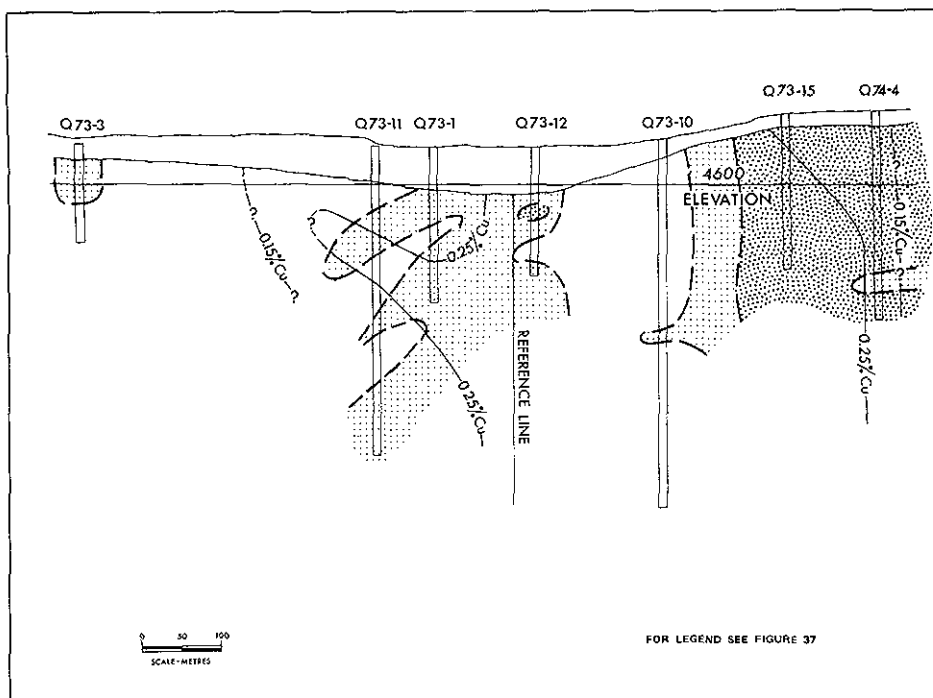 Q73-3
Q73-11
Q73-1
Q73-12
Q73-10
Q73-15
Q74-4
4600
ELEVATION
?
0.15%Cu
?
?
0.25%Cu
0.25%Cu
REFERENCE LINE
?
0.15%Cu
?
0.25%Cu
0 50 100
SCALE-METRES
FOR LEGEND SEE FIGURE 37